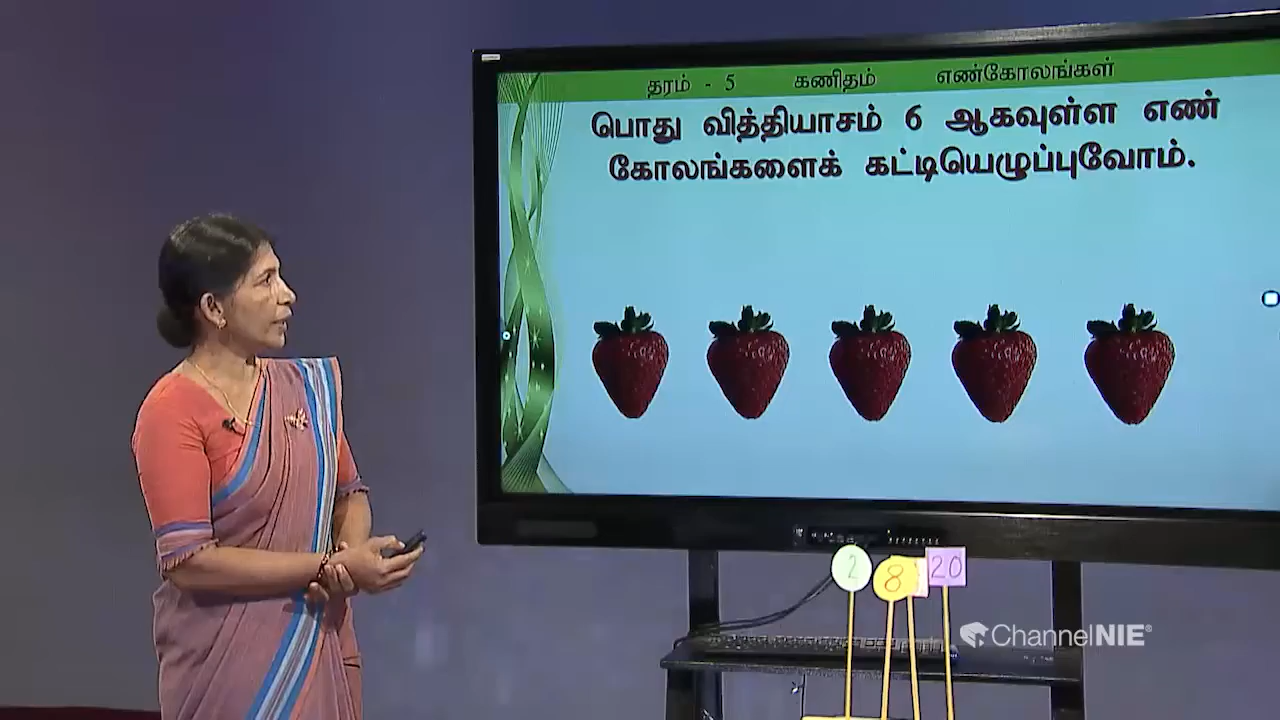 தரம் - 5 கணிதம் எண்கோலங்கள்
பொது வித்தியாசம் 6 ஆகவுள்ள எண்
கோலங்களைக் கட்டியெழுப்புவோம்.
2
8
20
ChannelNIE®